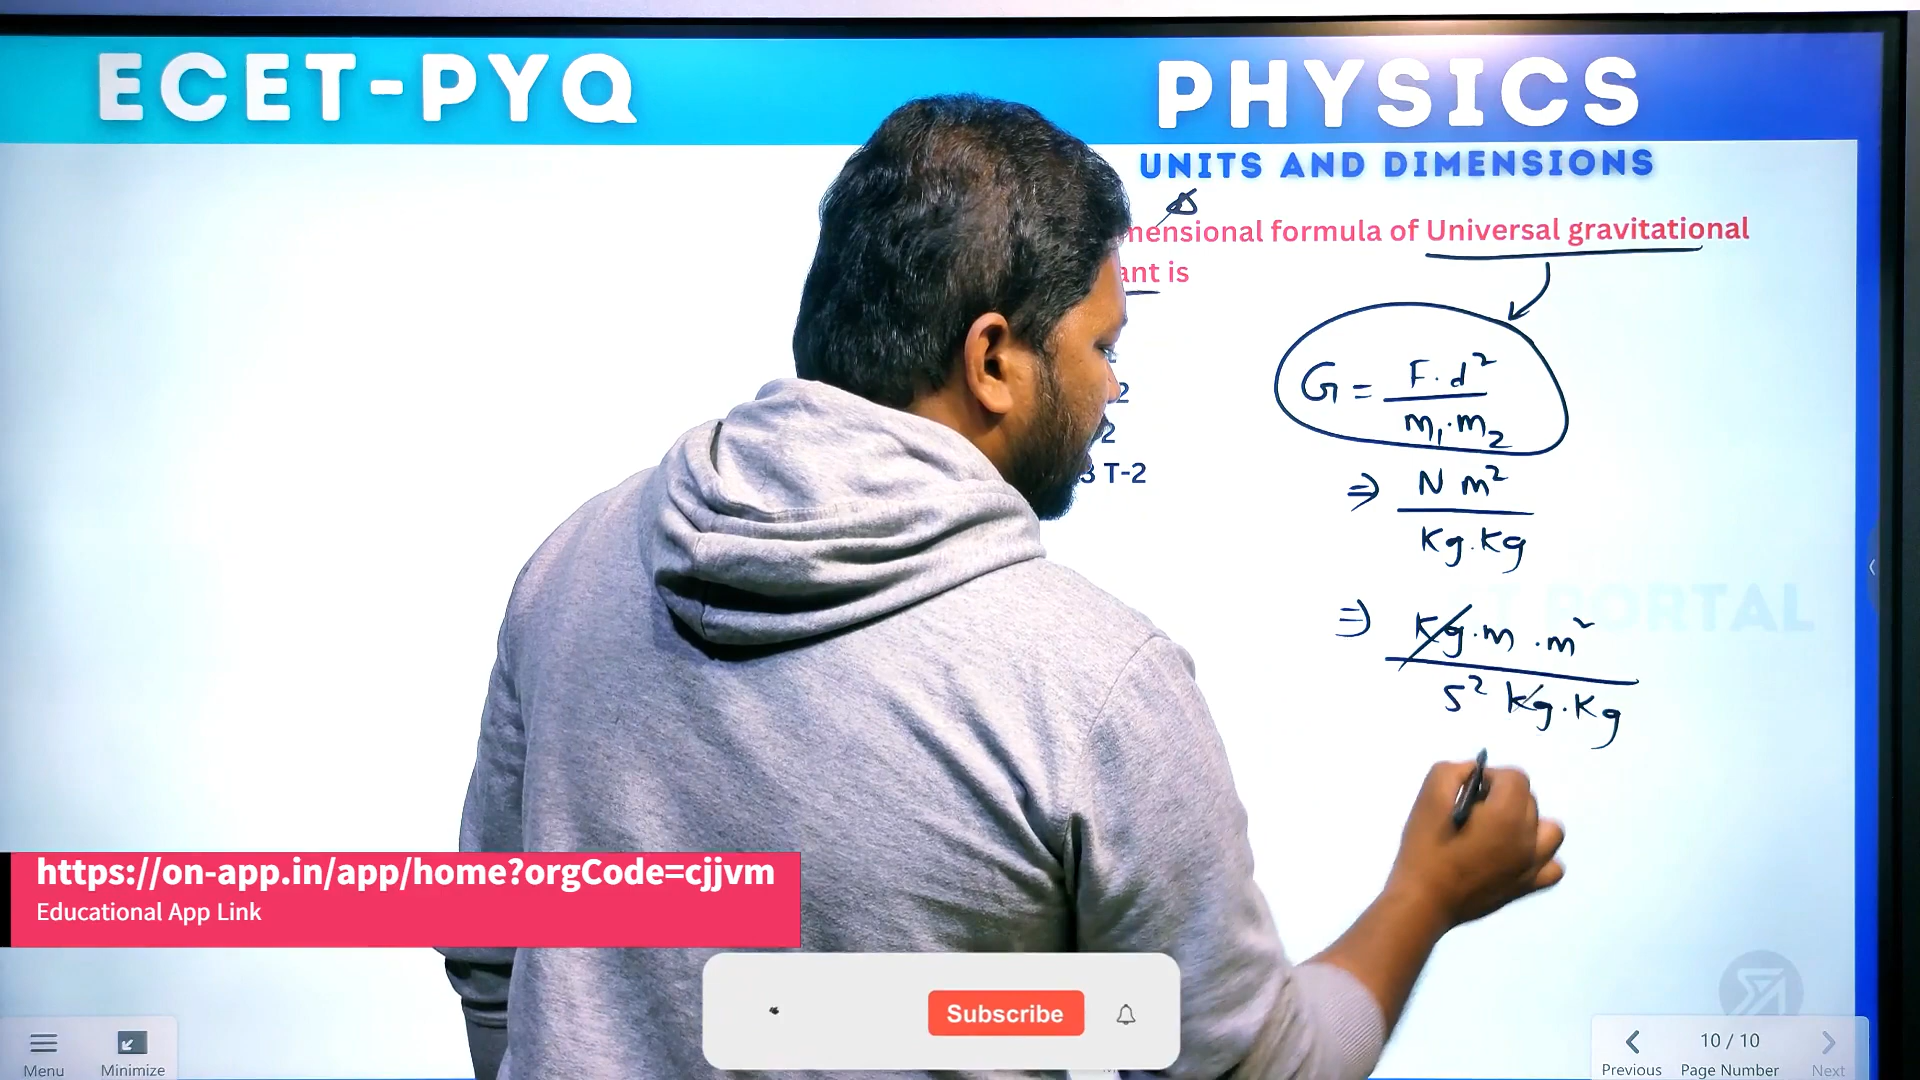 ECET-PYQ
PHYSICS
UNITS AND DIMENSIONS
mensional formula of Universal gravitational
ant is
2
2
3 T-2
G = F.d²
m₁.m₂
⇒ N m²
Kg.Kg
⇒ Kg.m .m²
s² Kg.Kg
PORTAL
https://on-app.in/app/home?orgCode=cjjvm
Educational App Link
Subscribe
Menu
Minimize
10 / 10
Previous
Page Number
Next